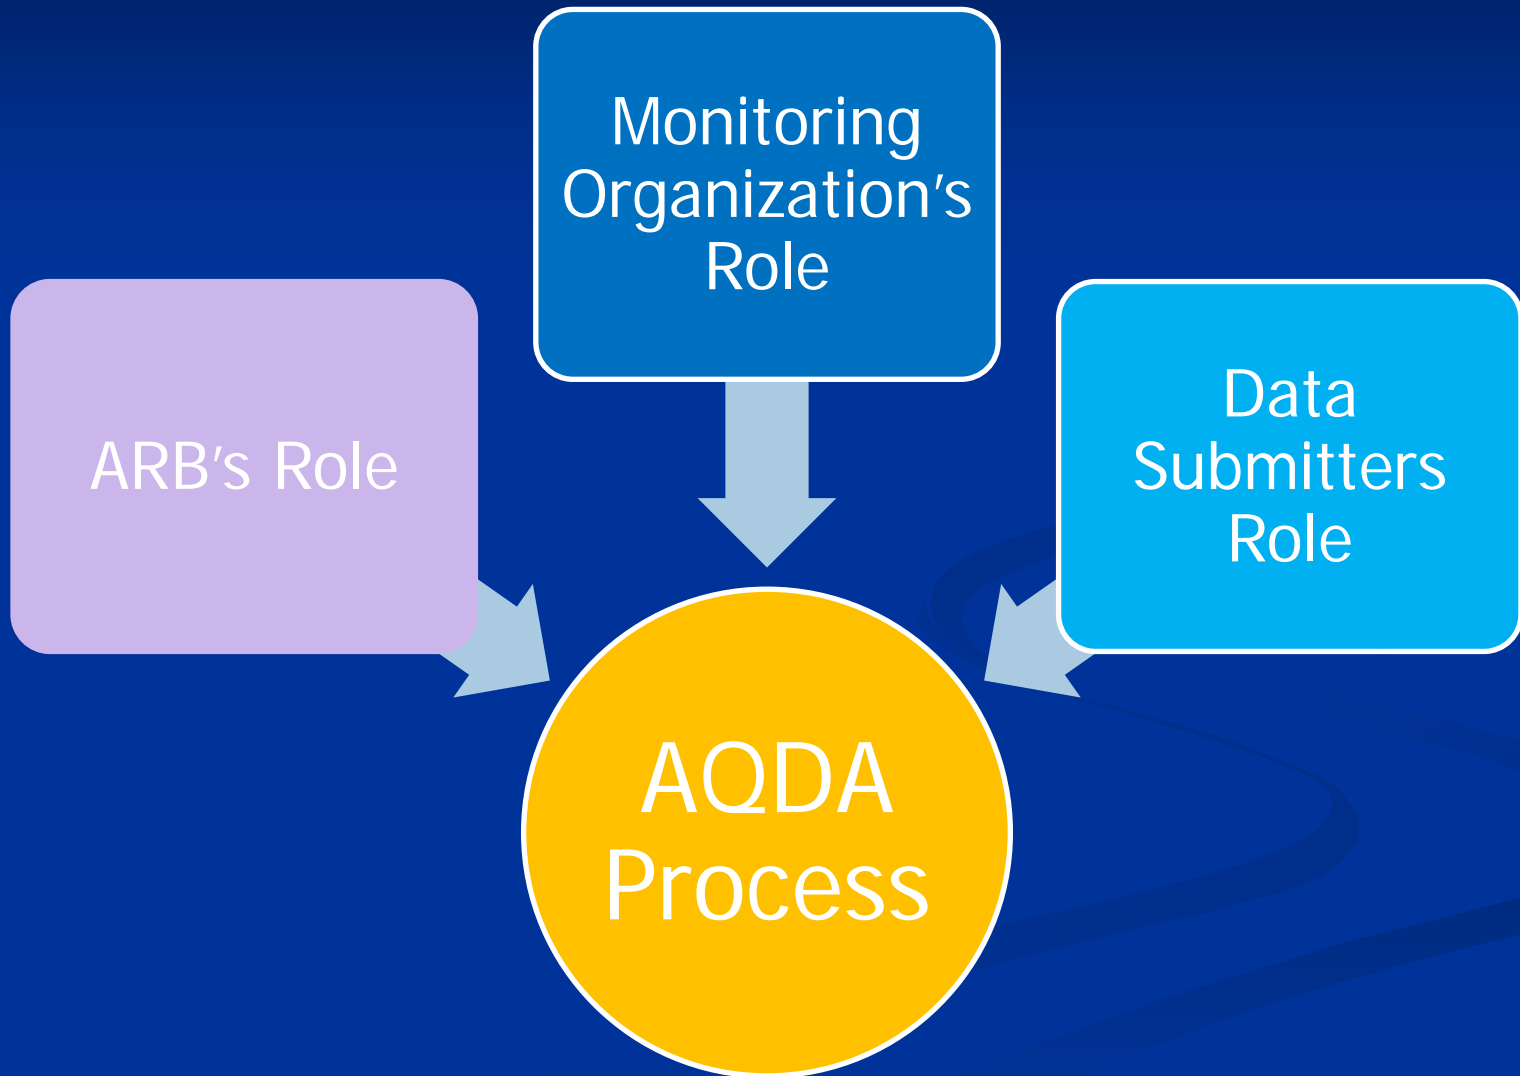 Monitoring
Organization's
Role
ARB's Role
Data
Submitters
Role
AQDA
Process